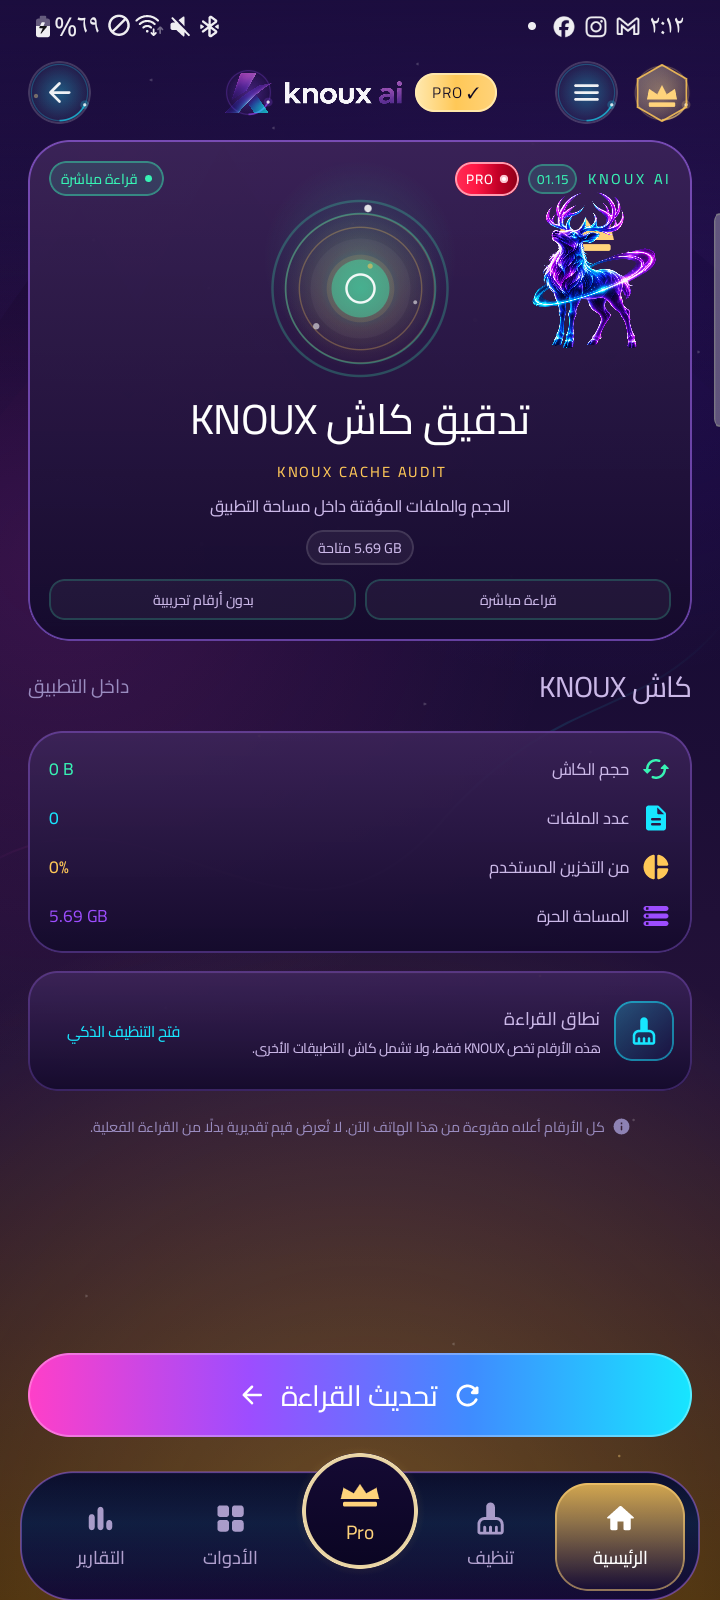 ٢:١٢
%٦٩
knoux ai
PRO ✓
KNOUX AI
01.15
PRO
قراءة مباشرة
تدقيق كاش KNOUX
KNOUX CACHE AUDIT
الحجم والملفات المؤقتة داخل مساحة التطبيق
5.69 GB متاحة
قراءة مباشرة
بدون أرقام تجريبية
كاش KNOUX
داخل التطبيق
حجم الكاش
0 B
عدد الملفات
0
من التخزين المستخدم
0%
المساحة الحرة
5.69 GB
نطاق القراءة
هذه الأرقام تخص KNOUX فقط، ولا تشمل كاش التطبيقات الأخرى.
فتح التنظيف الذكي
كل الأرقام أعلاه مقروءة من هذا الهاتف الآن. لا تُعرض قيم تقديرية بدلًا من القراءة الفعلية.
تحديث القراءة
الرئيسية
تنظيف
Pro
الأدوات
التقارير